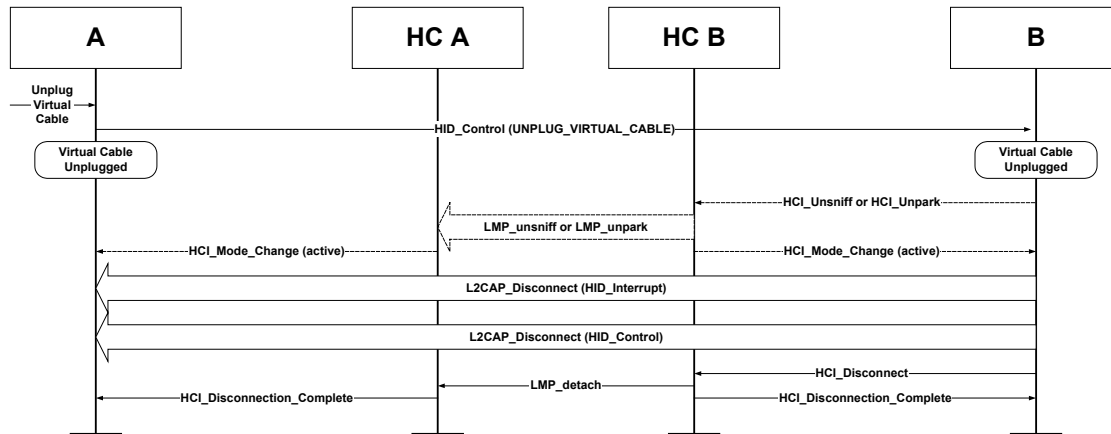 A
HC A
HC B
B
Unplug
Virtual
Cable
HID_Control (UNPLUG_VIRTUAL_CABLE)
Virtual Cable
Unplugged
Virtual Cable
Unplugged
HCI_Unsniff or HCI_Unpark
LMP_unsniff or LMP_unpark
HCI_Mode_Change (active)
HCI_Mode_Change (active)
L2CAP_Disconnect (HID_Interrupt)
L2CAP_Disconnect (HID_Control)
HCI_Disconnect
LMP_detach
HCI_Disconnection_Complete
HCI_Disconnection_Complete